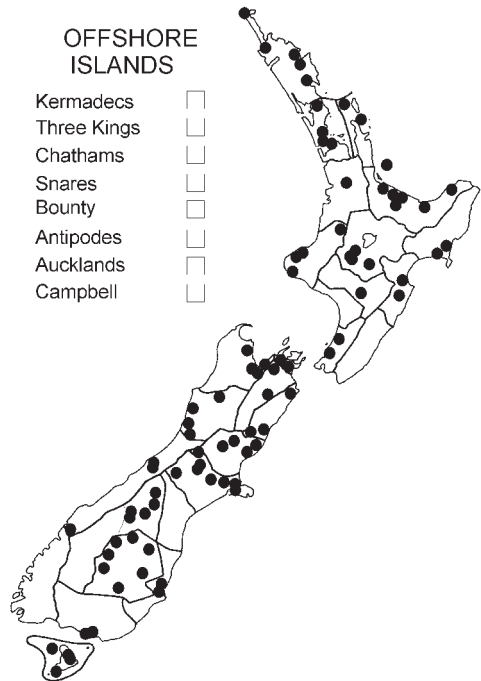 OFFSHORE
ISLANDS
Kermadecs
Three Kings
Chathams
Snares
Bounty
Antipodes
Aucklands
Campbell